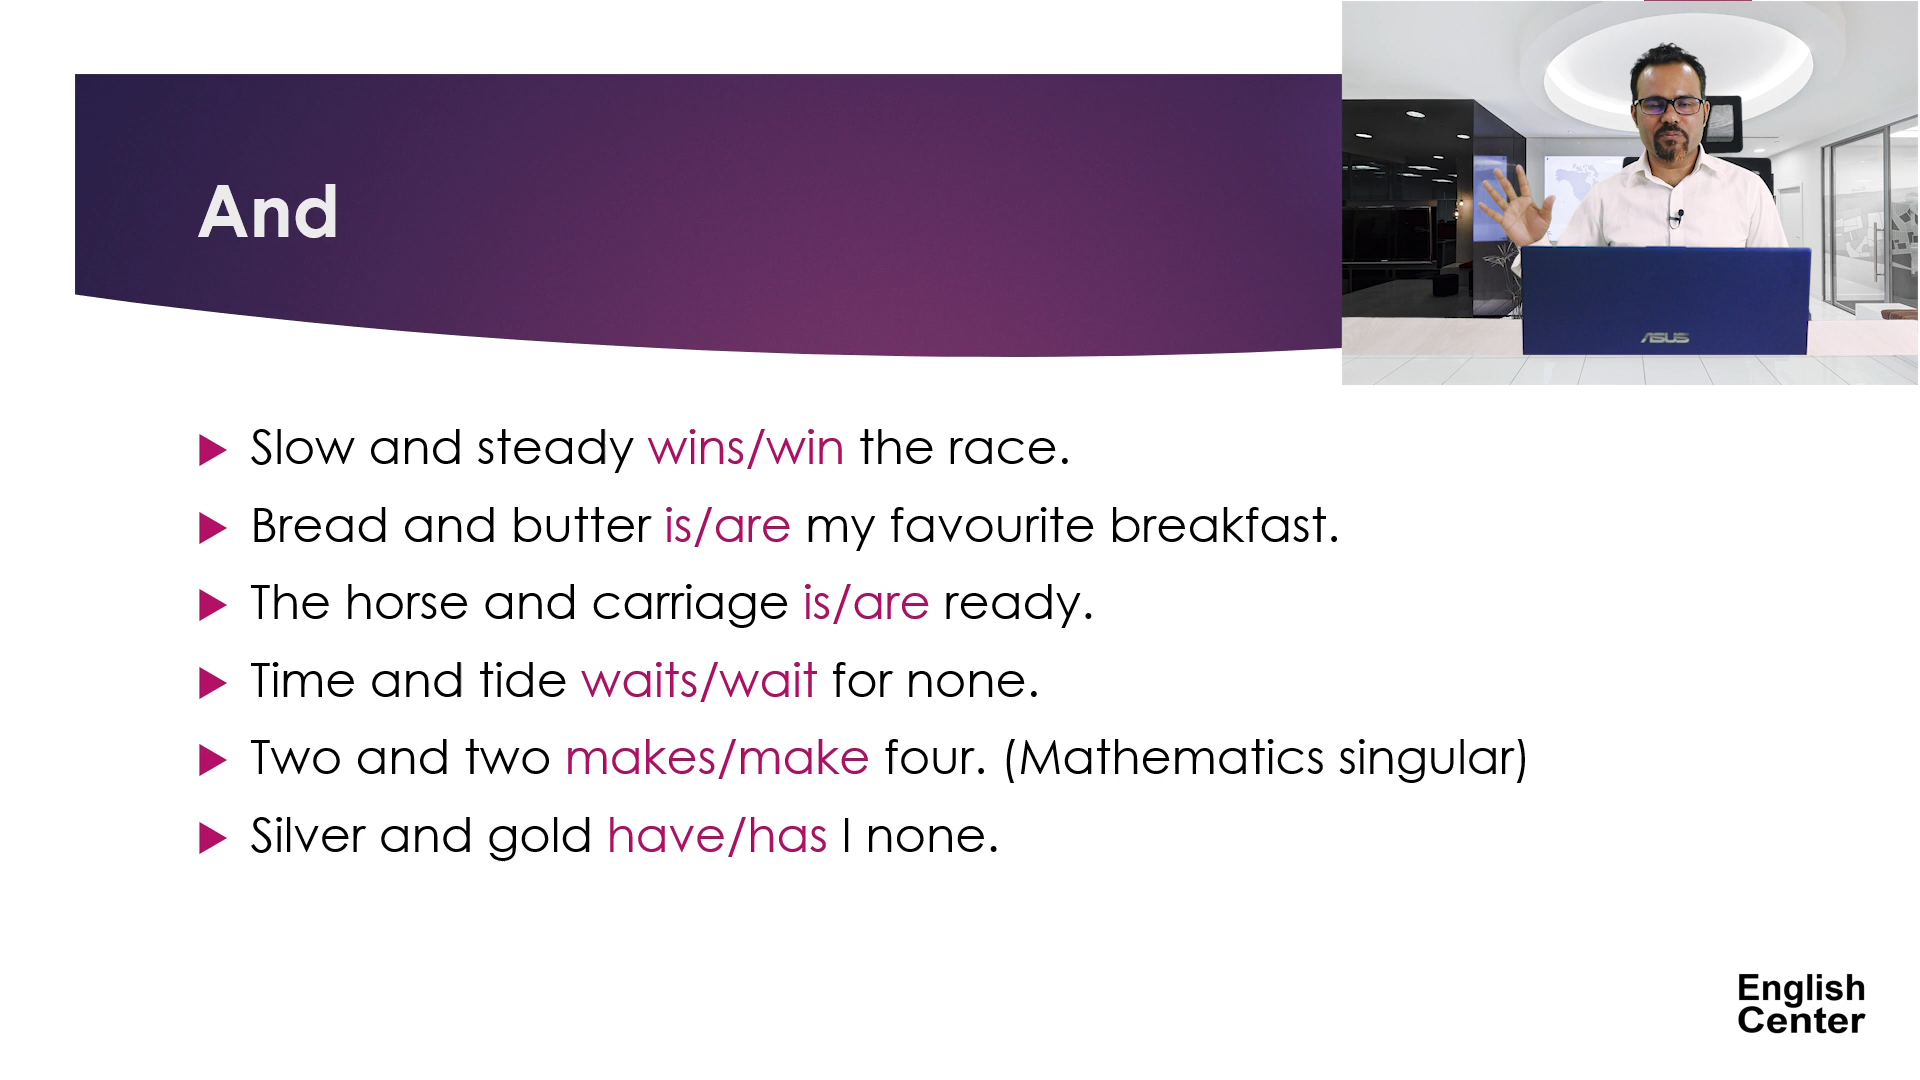 And
Slow and steady wins/win the race.
Bread and butter is/are my favourite breakfast.
The horse and carriage is/are ready.
Time and tide waits/wait for none.
Two and two makes/make four. (Mathematics singular)
Silver and gold have/has I none.
ASUS
English
Center